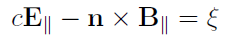 cE∥ − n × B∥ = ξ